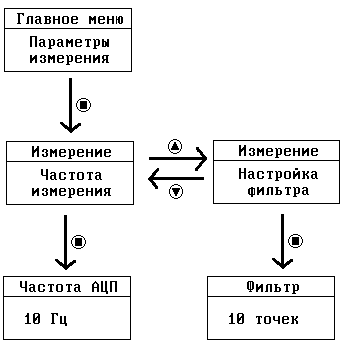 Главное меню
Параметры
измерения
Измерение
Частота
измерения
Измерение
Настройка
фильтра
Частота АЦП
10 Гц
Фильтр
10 точек